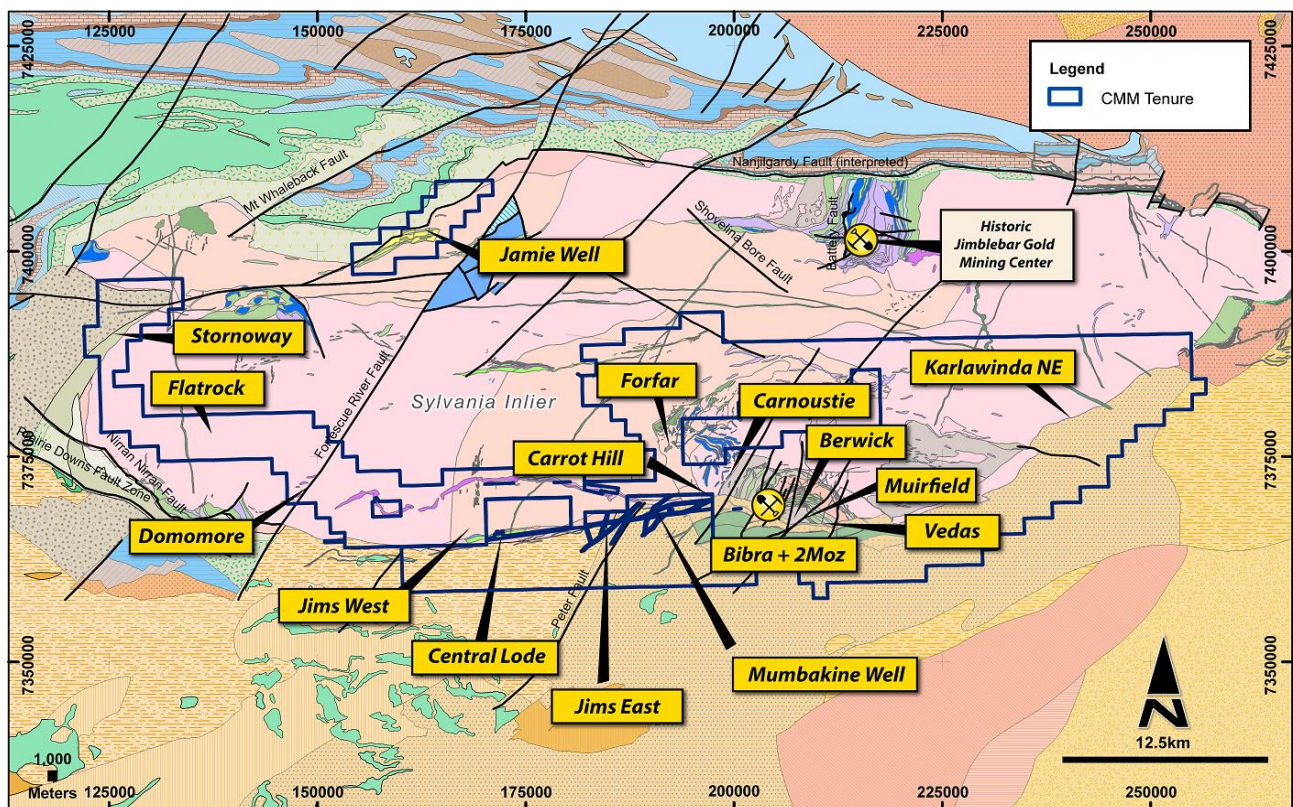 125000
150000
175000
200000
225000
250000
7425000
7425000
Legend
CMM Tenure
Mt Whaleback Fault
Nanjilgardy Fault (interpreted)
Shovelina Bore Fault
Battery Fault
Historic
Jimblebar Gold
Mining Center
Jamie Well
7400000
7400000
Stornoway
Flatrock
Fortescue River Fault
Sylvania Inlier
Forfar
Carnoustie
Karlawinda NE
Berwick
Carrot Hill
Muirfield
7375000
7375000
Prairie Downs Fault Zone
Nirran Nirran Fault
Domomore
Vedas
Bibra + 2Moz
Jims West
Peter Fault
Central Lode
Mumbakine Well
Jims East
7350000
7350000
N
12.5km
1,000
Meters
125000
150000
175000
200000
225000
250000